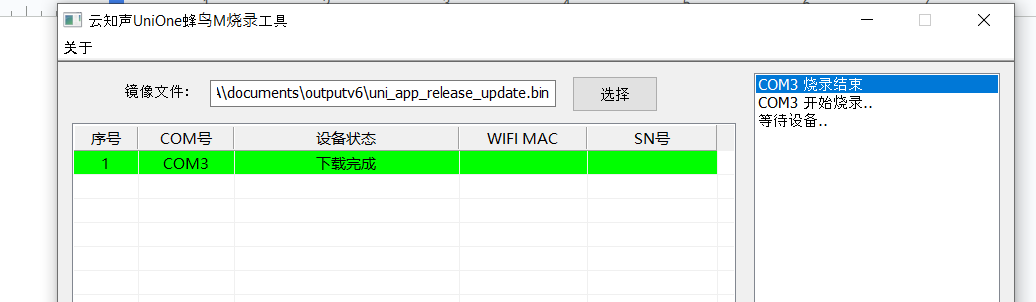 云知声UniOne蜂鸟M烧录工具
关于
镜像文件： \\documents\outputv6\uni_app_release_update.bin 选择
序号 COM号 设备状态 WIFI MAC SN号
1 COM3 下载完成
COM3 烧录结束
COM3 开始烧录..
等待设备..